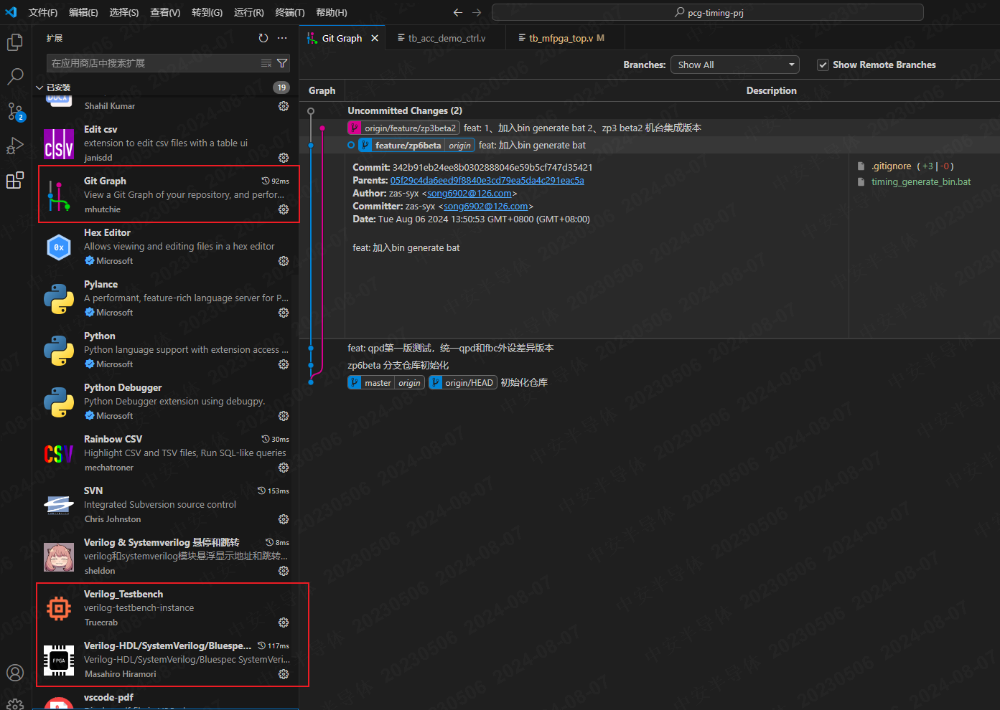 文件(F) 编辑(E) 选择(S) 查看(V) 转到(G) 运行(R) 终端(T) 帮助(H)
pcg-timing-prj
扩展
在应用商店中搜索扩展
已安装 19
DOCX
Shahil Kumar
Edit csv
extension to edit csv files with a table ui
janisdd
Git Graph 92ms
View a Git Graph of your repository, and perfor...
mhutchie
Hex Editor
Allows viewing and editing files in a hex editor
Microsoft
Pylance
A performant, feature-rich language server for P...
Microsoft
Python
Python language support with extension access ...
Microsoft
Python Debugger
Python Debugger extension using debugpy.
Microsoft
Rainbow CSV 30ms
Highlight CSV and TSV files, Run SQL-like queries
mechatroner
SVN 153ms
Integrated Subversion source control
Chris Johnston
Verilog & Systemverilog 悬停和跳转 8ms
verilog和systemverilog模块悬浮显示地址和跳转...
sheldon
Verilog_Testbench
verilog-testbench-instance
Truecrab
Verilog-HDL/SystemVerilog/Bluespe... 117ms
Verilog-HDL/SystemVerilog/Bluespec SystemVeri...
Masahiro Hiramori
vscode-pdf
2
CSV
0x
CSV
FPGA
Git Graph
tb_acc_demo_ctrl.v
tb_mfpga_top.v M
Branches: Show All Show Remote Branches
Graph Description
Uncommitted Changes (2)
origin/feature/zp3beta2 feat: 1、加入bin generate bat 2、zp3 beta2 机台集成版本
feature/zp6beta origin feat: 加入bin generate bat
Commit: 342b91eb24ee8b0302888046e59b5cf747d35421
Parents: 05f29c4da6eed9f8840e3cd79ea5da4c291eac5a
Author: zas-syx <song6902@126.com>
Committer: zas-syx <song6902@126.com>
Date: Tue Aug 06 2024 13:50:53 GMT+0800 (GMT+08:00)
feat: 加入bin generate bat
.gitignore (+3|-0)
timing_generate_bin.bat
feat: qpd第一版测试，统一qpd和fbc外设差异版本
zp6beta 分支仓库初始化
master origin origin/HEAD 初始化仓库
中安半导体 20230506 2024-08-07